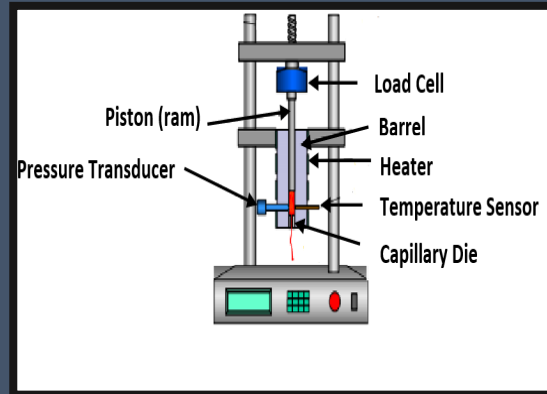 Load Cell
Piston (ram)
Barrel
Pressure Transducer
Heater
Temperature Sensor
Capillary Die